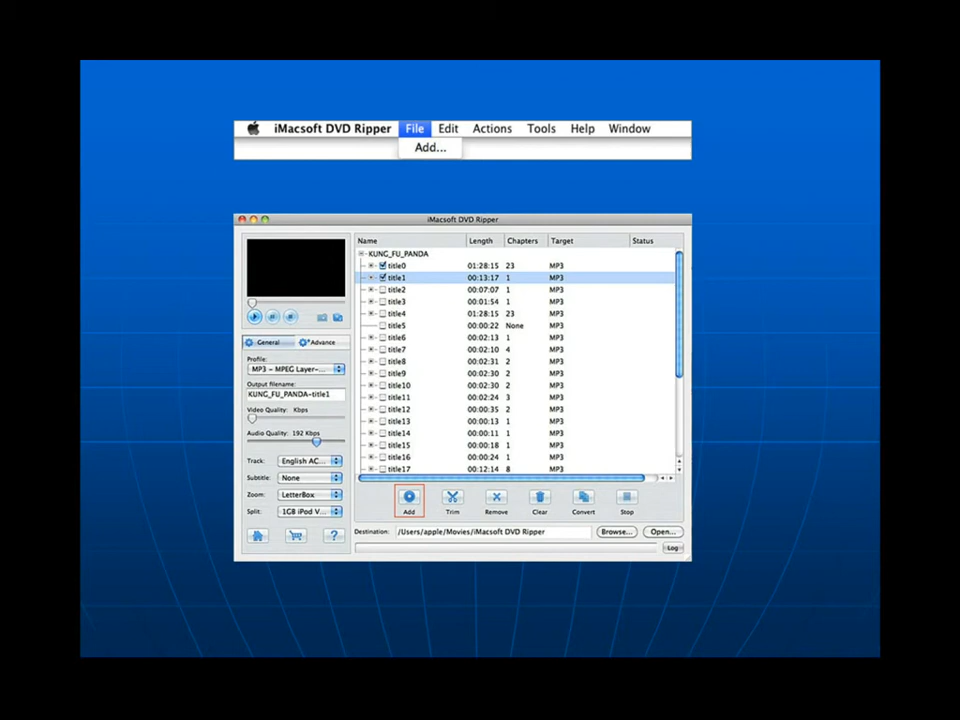 iMacsoft DVD Ripper File Edit Actions Tools Help Window
Add...
iMacsoft DVD Ripper
Name Length Chapters Target Status
KUNG_FU_PANDA
title0 01:28:15 23 MP3
title1 00:13:17 1 MP3
title2 00:07:07 1 MP3
title3 00:01:54 1 MP3
title4 01:28:15 23 MP3
title5 00:00:22 None MP3
title6 00:02:13 1 MP3
title7 00:02:10 4 MP3
title8 00:02:31 2 MP3
title9 00:02:30 2 MP3
title10 00:02:30 2 MP3
title11 00:02:24 3 MP3
title12 00:00:35 2 MP3
title13 00:00:13 1 MP3
title14 00:00:11 1 MP3
title15 00:00:18 1 MP3
title16 00:00:24 1 MP3
title17 00:12:14 8 MP3
General Advance
Profile:
MP3 - MPEG Layer-...
Output filename:
KUNG_FU_PANDA-title1
Video Quality: Kbps
Audio Quality: 192 Kbps
Track: English AC...
Subtitle: None
Zoom: LetterBox
Split: 1GB iPod V...
?
Add Trim Remove Clear Convert Stop
Destination: /Users/apple/Movies/iMacsoft DVD Ripper Browse... Open...
Log